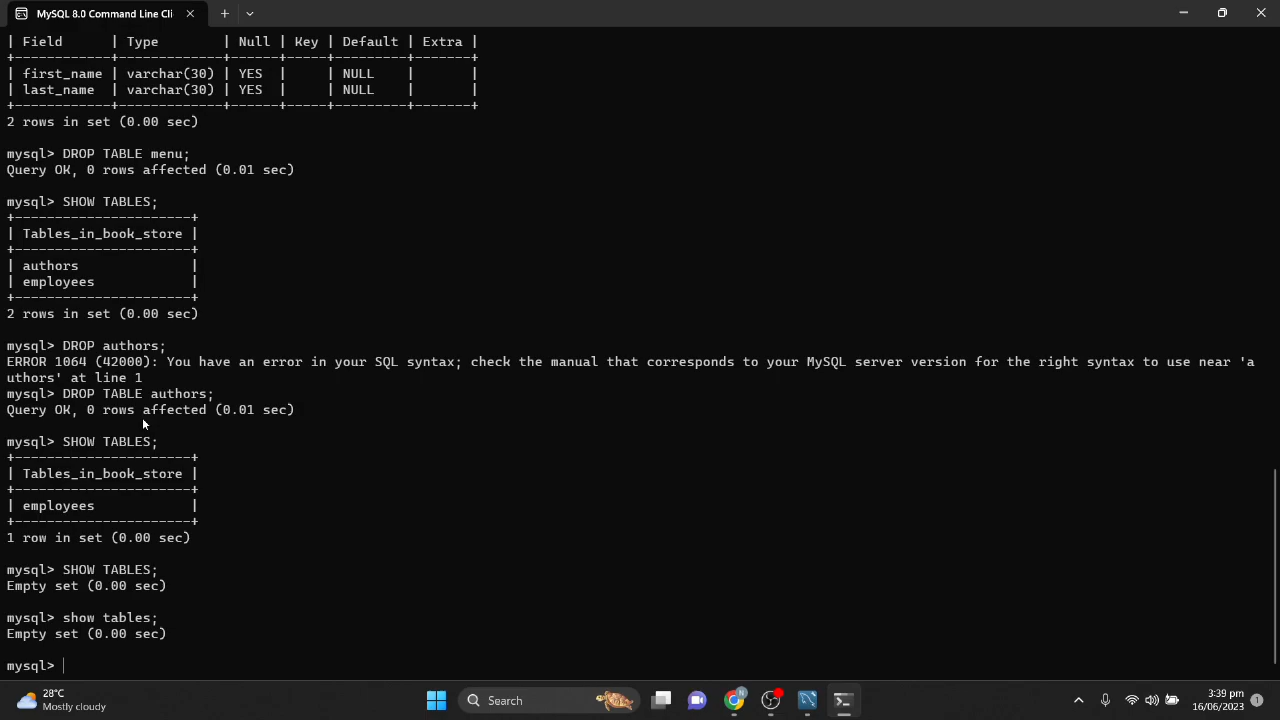 MySQL 8.0 Command Line Cli
| Field | Type | Null | Key | Default | Extra |
+------------+-------------+------+-----+---------+-------+
| first_name | varchar(30) | YES | | NULL | |
| last_name | varchar(30) | YES | | NULL | |
+------------+-------------+------+-----+---------+-------+
2 rows in set (0.00 sec)
mysql> DROP TABLE menu;
Query OK, 0 rows affected (0.01 sec)
mysql> SHOW TABLES;
+----------------------+
| Tables_in_book_store |
+----------------------+
| authors |
| employees |
+----------------------+
2 rows in set (0.00 sec)
mysql> DROP authors;
ERROR 1064 (42000): You have an error in your SQL syntax; check the manual that corresponds to your MySQL server version for the right syntax to use near 'a
uthors' at line 1
mysql> DROP TABLE authors;
Query OK, 0 rows affected (0.01 sec)
mysql> SHOW TABLES;
+----------------------+
| Tables_in_book_store |
+----------------------+
| employees |
+----------------------+
1 row in set (0.00 sec)
mysql> SHOW TABLES;
Empty set (0.00 sec)
mysql> show tables;
Empty set (0.00 sec)
mysql>
28°C
Mostly cloudy
Search
N
3:39 pm
16/06/2023
1